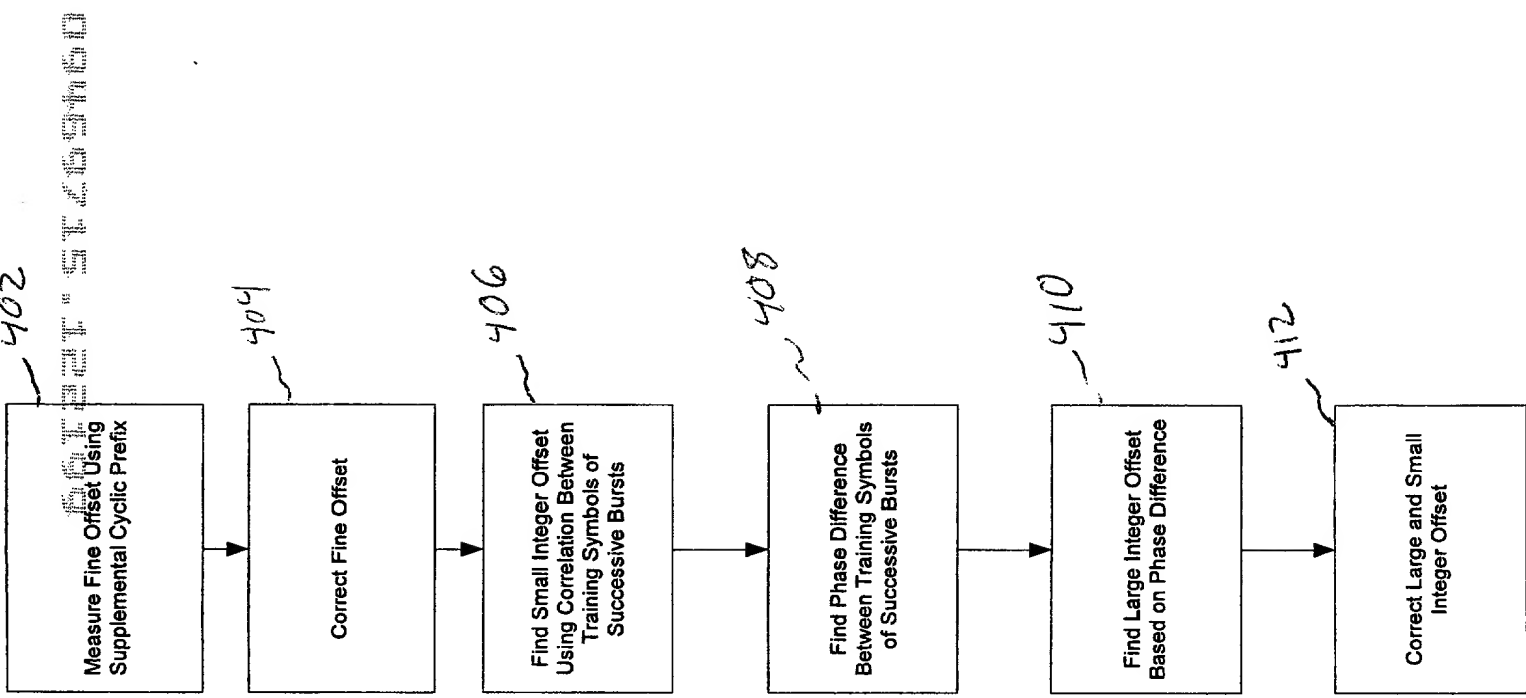 402
Measure Fine Offset Using
Supplemental Cyclic Prefix
404
Correct Fine Offset
406
Find Small Integer Offset
Using Correlation Between
Training Symbols of
Successive Bursts
408
Find Phase Difference
Between Training Symbols
of Successive Bursts
410
Find Large Integer Offset
Based on Phase Difference
412
Correct Large and Small
Integer Offset